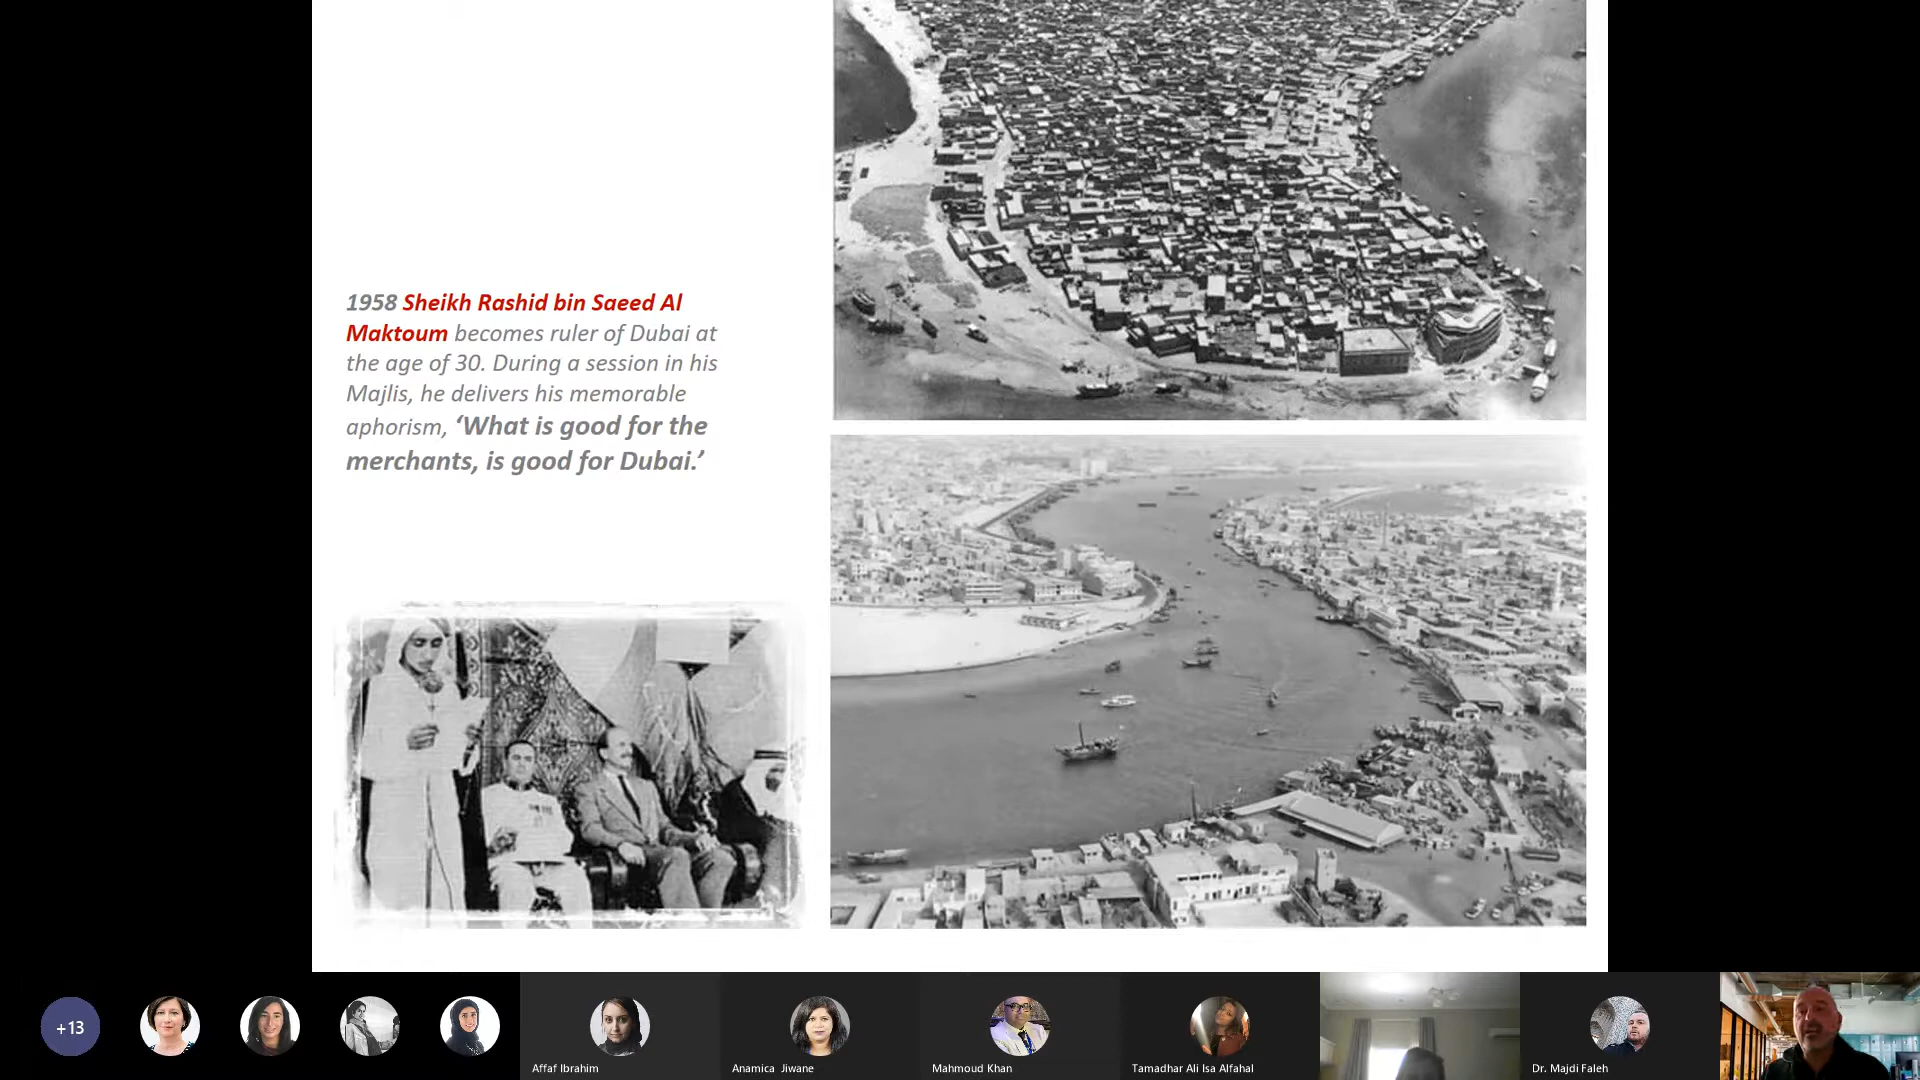 1958 Sheikh Rashid bin Saeed Al
Maktoum becomes ruler of Dubai at
the age of 30. During a session in his
Majlis, he delivers his memorable
aphorism, ‘What is good for the
merchants, is good for Dubai.’
+13
Affaf Ibrahim
Anamica Jiwane
Mahmoud Khan
Tamadhar Ali Isa Alfahal
Dr. Majdi Faleh